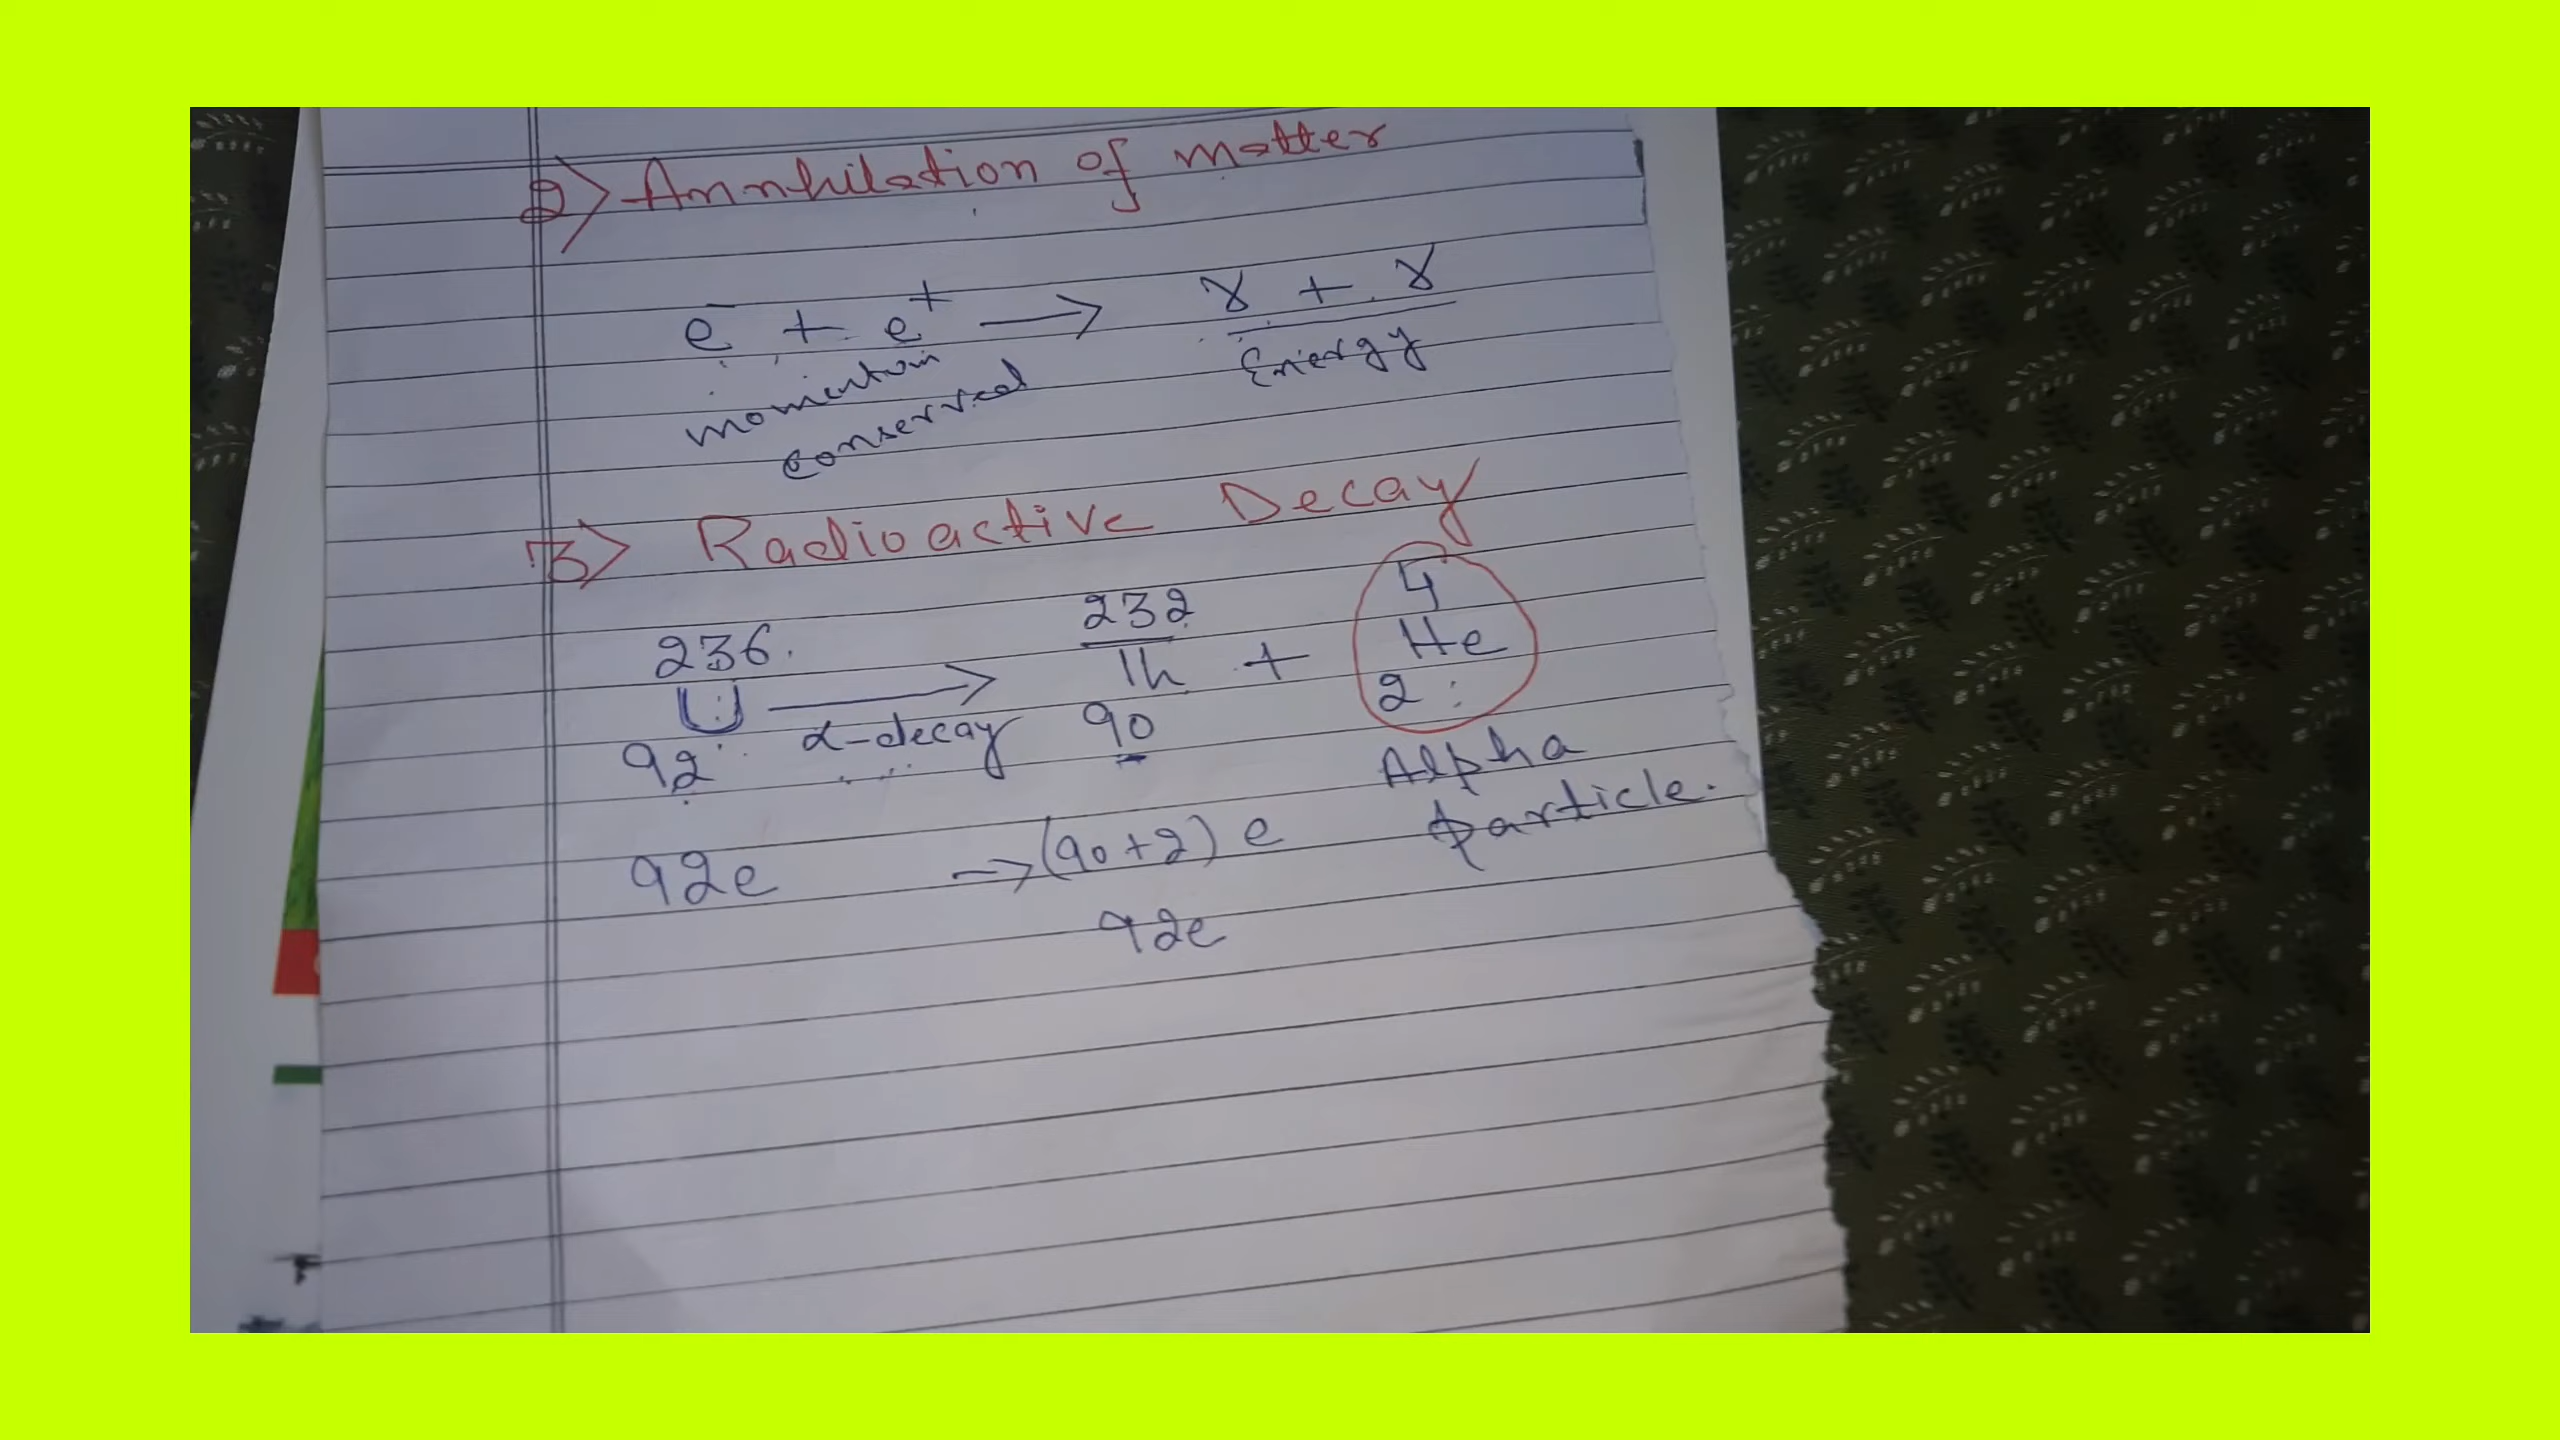 2> Annhilation of matter
e⁻ + e⁺ → γ + γ
momentum conserved
Energy
3> Radioactive Decay
236 232 4
U → Th + He
92 α-decay 90 2
Alpha particle.
92e → (90+2) e
92e